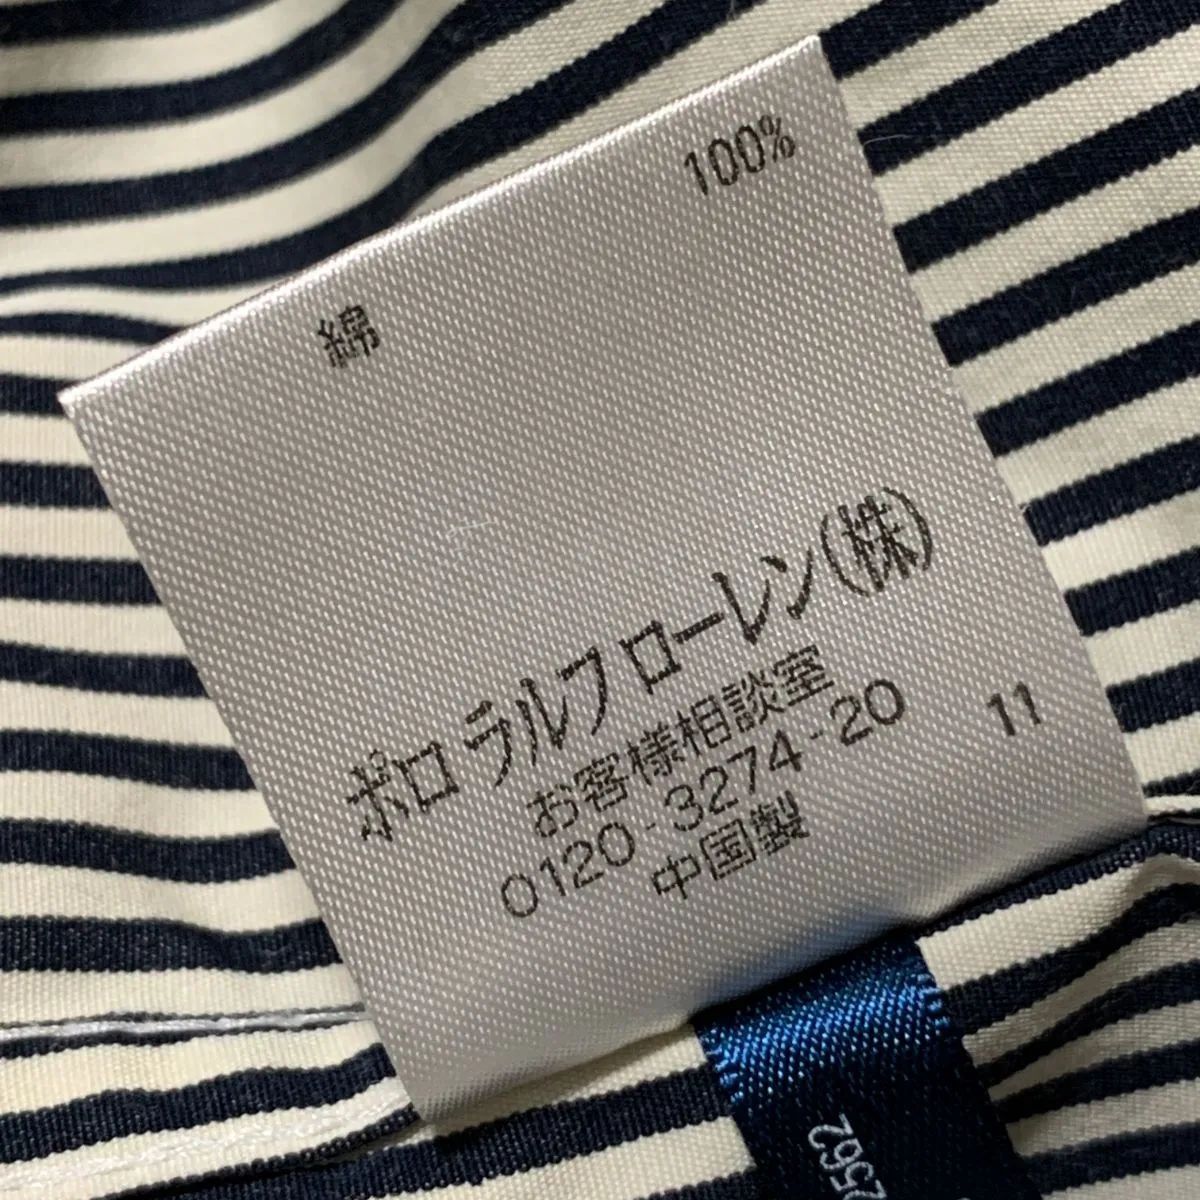 綿 100%
ポロ ラルフ ローレン(株)
お客様相談室
0120-3274-20
中国製 11
2562